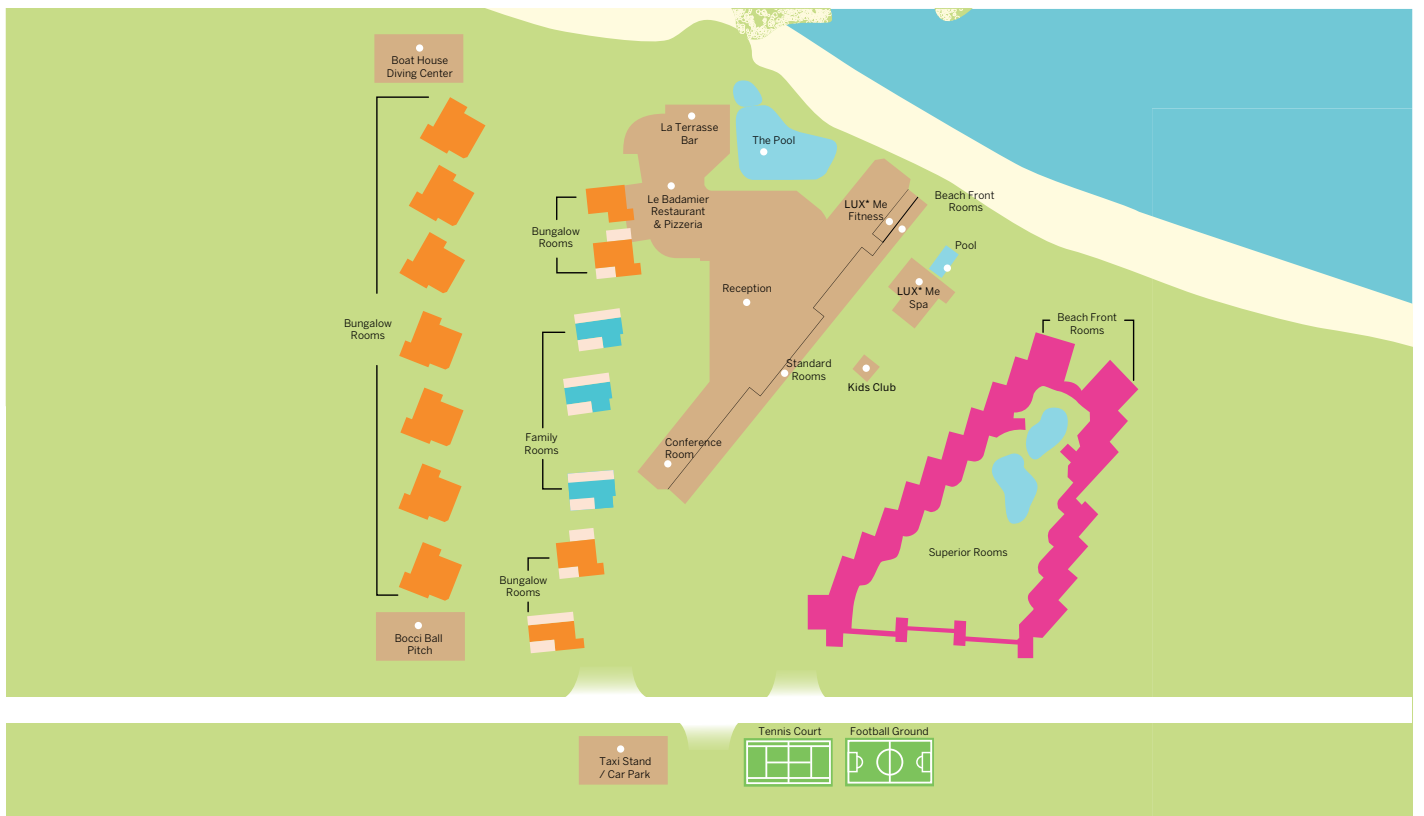 Boat House
Diving Center
La Terrasse
Bar
The Pool
Le Badamier
Restaurant
& Pizzeria
LUX* Me
Fitness
Beach Front
Rooms
Bungalow
Rooms
Pool
Reception
LUX* Me
Spa
Bungalow
Rooms
Beach Front
Rooms
Standard
Rooms
Kids Club
Family
Rooms
Conference
Room
Superior Rooms
Bungalow
Rooms
Bocci Ball
Pitch
Taxi Stand
/ Car Park
Tennis Court
Football Ground